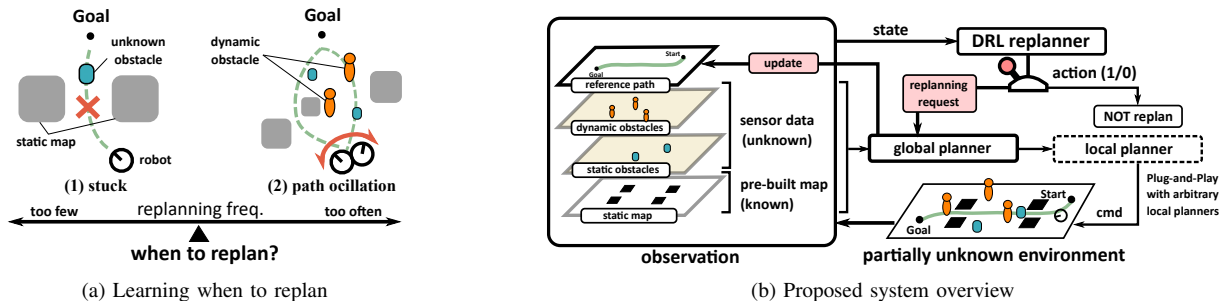 Goal
unknown
obstacle
static map
robot
(1) stuck
Goal
dynamic
obstacle
(2) path ocillation
too few
replanning freq.
too often
when to replan?
(a) Learning when to replan
state
DRL replanner
action (1/0)
update
replanning
request
NOT replan
Start
Goal
reference path
dynamic obstacles
static obstacles
static map
sensor data
(unknown)
pre-built map
(known)
global planner
local planner
Plug-and-Play
with arbitrary
local planners
cmd
Start
Goal
observation
partially unknown environment
(b) Proposed system overview